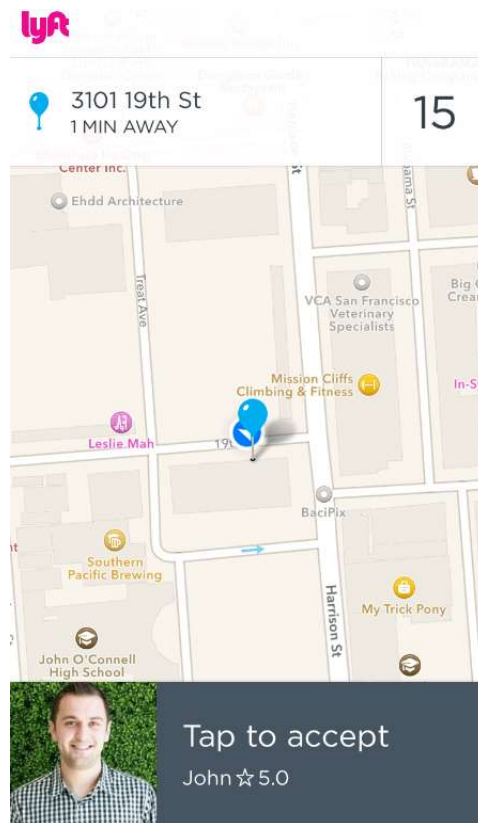 lyft
3101 19th St
1 MIN AWAY
15
Center Inc.
Ehdd Architecture
Treat Ave
VCA San Francisco
Veterinary
Specialists
Big
Mission Cliffs
Climbing & Fitness
In-S
Leslie Mah
19
BaciPix
Southern
Pacific Brewing
Harrison St
My Trick Pony
John O'Connell
High School
Tap to accept
John ☆ 5.0